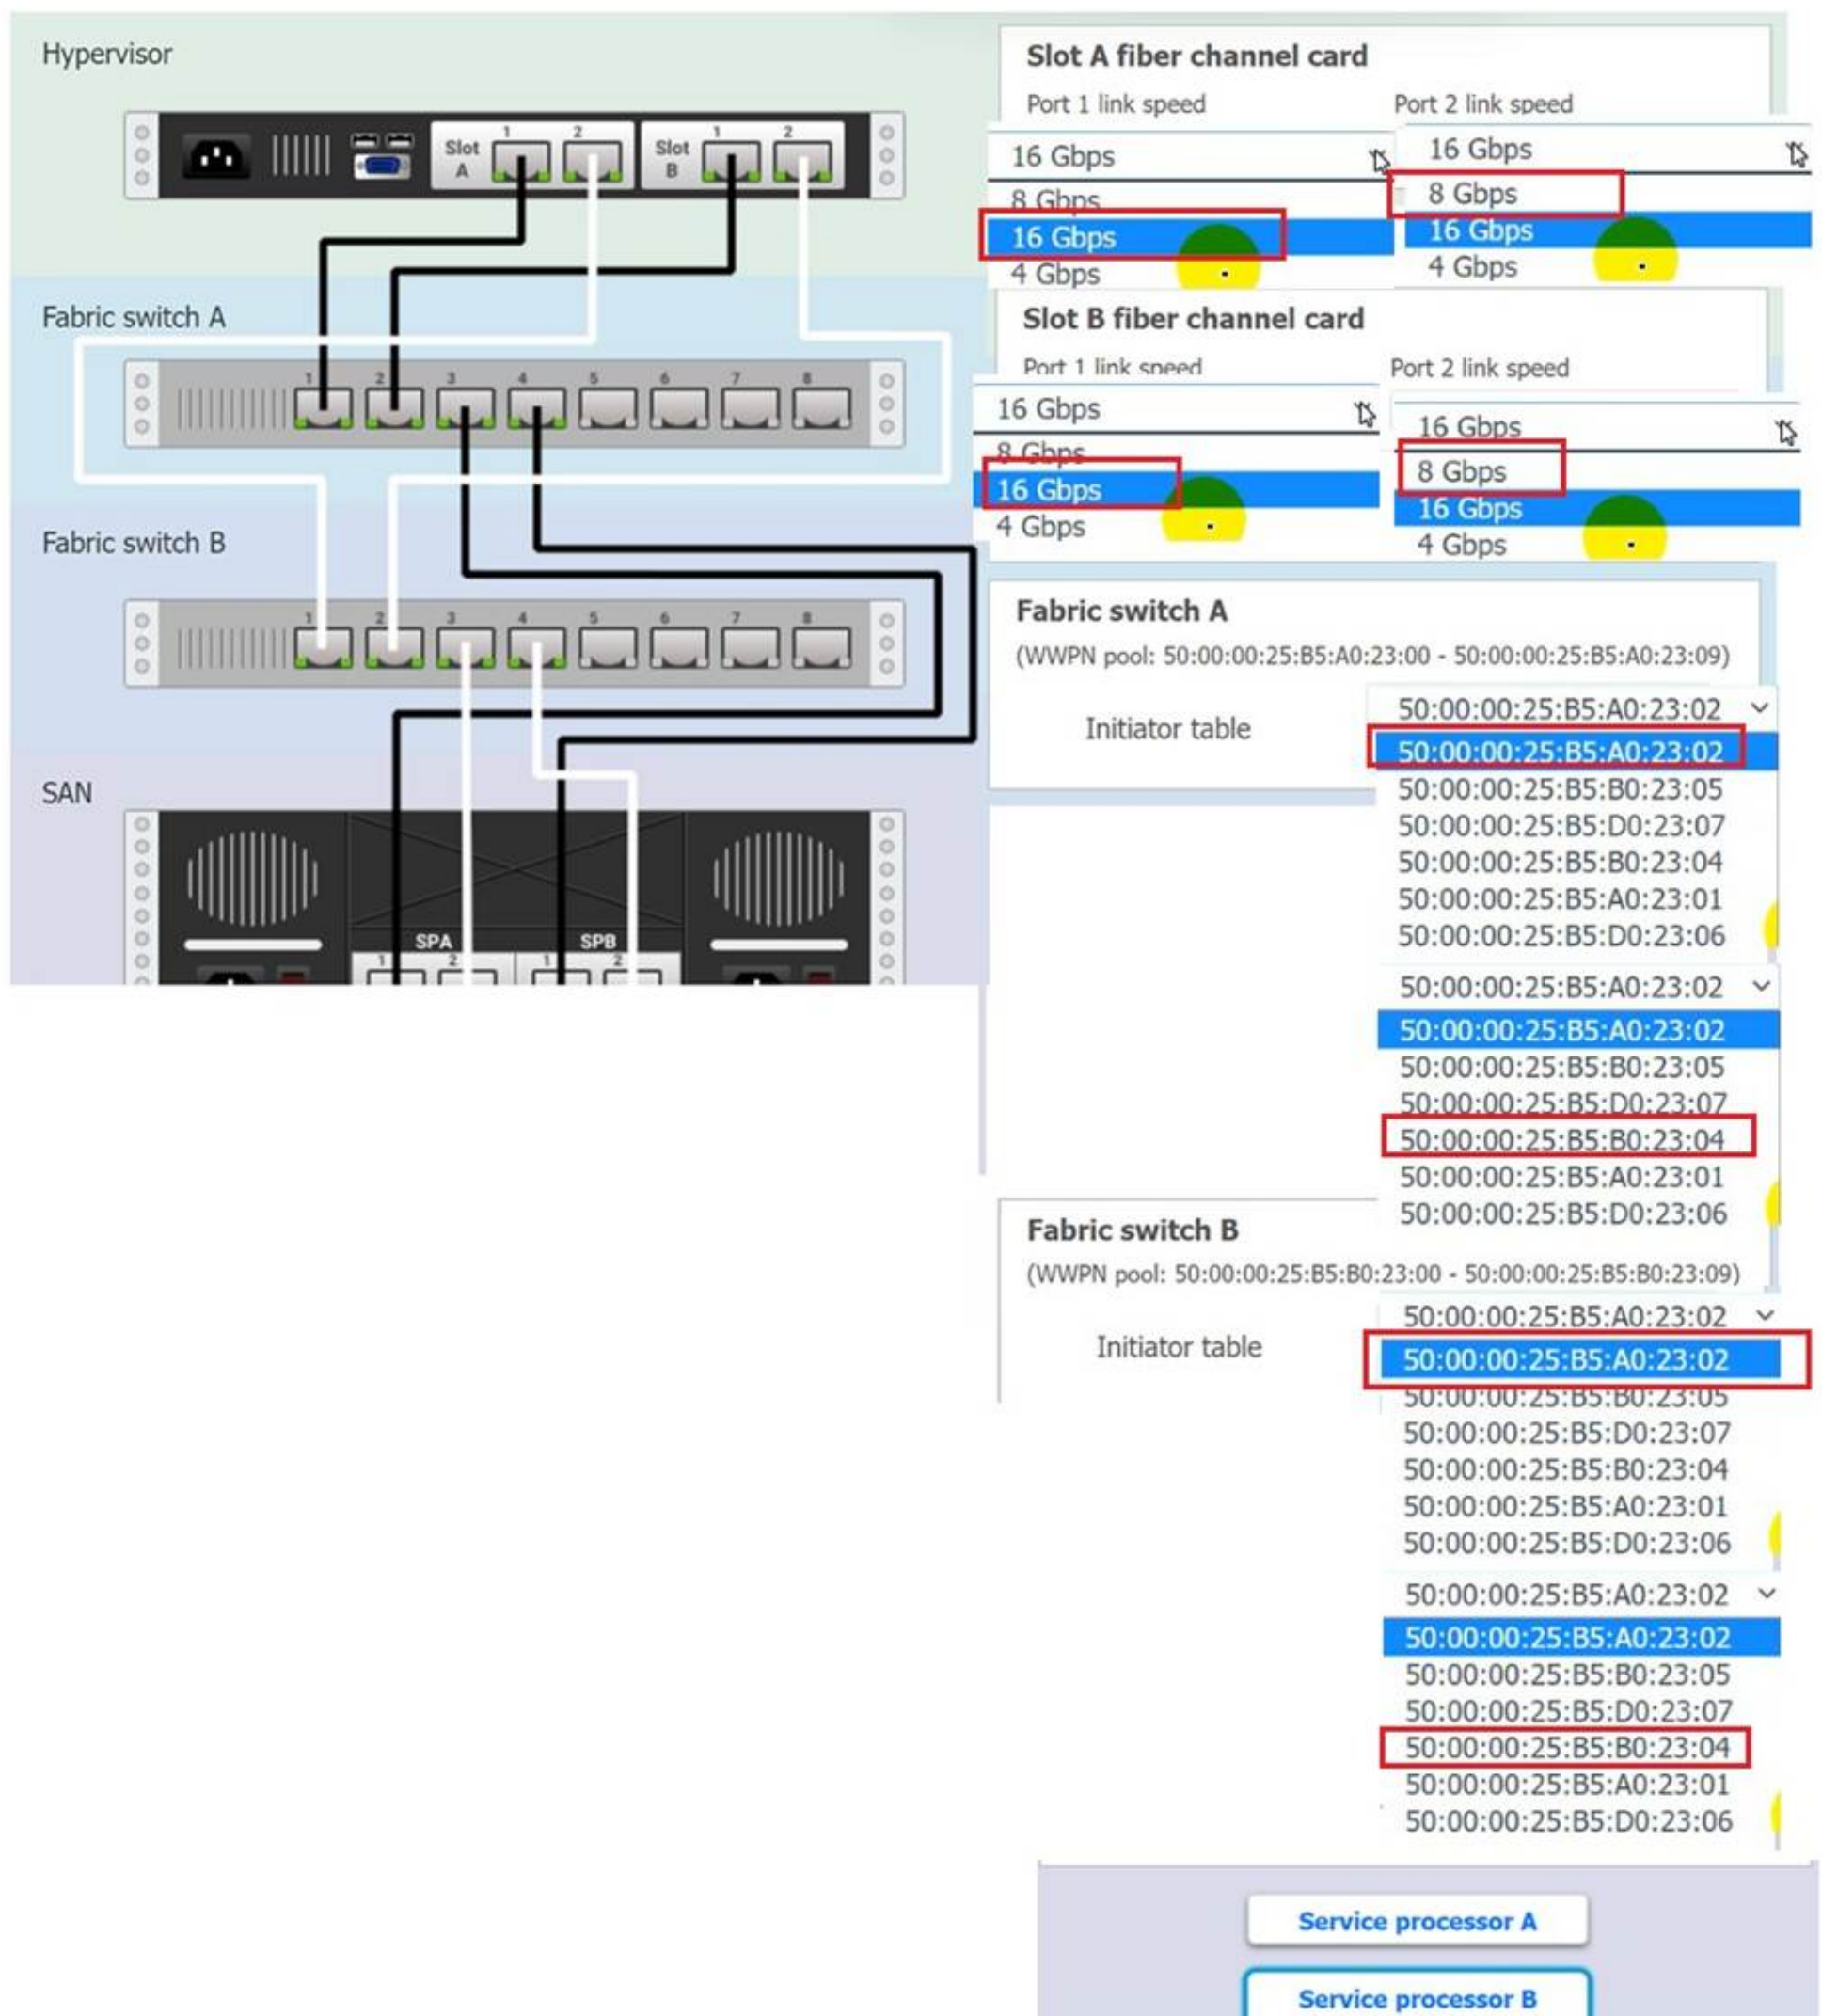 Hypervisor
Slot A
1
2
Slot B
1
2
Fabric switch A
1 2 3 4 5 6 7 8
Fabric switch B
1 2 3 4 5 6 7 8
SAN
SPA
SPB
1 2 1 2
Slot A fiber channel card
Port 1 link speed
Port 2 link speed
16 Gbps
8 Gbps
16 Gbps
4 Gbps
16 Gbps
8 Gbps
16 Gbps
4 Gbps
Slot B fiber channel card
Port 1 link speed
Port 2 link speed
16 Gbps
8 Gbps
16 Gbps
4 Gbps
16 Gbps
8 Gbps
16 Gbps
4 Gbps
Fabric switch A
(WWPN pool: 50:00:00:25:B5:A0:23:00 - 50:00:00:25:B5:A0:23:09)
Initiator table
50:00:00:25:B5:A0:23:02
50:00:00:25:B5:A0:23:02
50:00:00:25:B5:B0:23:05
50:00:00:25:B5:D0:23:07
50:00:00:25:B5:B0:23:04
50:00:00:25:B5:A0:23:01
50:00:00:25:B5:D0:23:06
50:00:00:25:B5:A0:23:02
50:00:00:25:B5:A0:23:02
50:00:00:25:B5:B0:23:05
50:00:00:25:B5:D0:23:07
50:00:00:25:B5:B0:23:04
50:00:00:25:B5:A0:23:01
50:00:00:25:B5:D0:23:06
Fabric switch B
(WWPN pool: 50:00:00:25:B5:B0:23:00 - 50:00:00:25:B5:B0:23:09)
Initiator table
50:00:00:25:B5:A0:23:02
50:00:00:25:B5:A0:23:02
50:00:00:25:B5:B0:23:05
50:00:00:25:B5:D0:23:07
50:00:00:25:B5:B0:23:04
50:00:00:25:B5:A0:23:01
50:00:00:25:B5:D0:23:06
50:00:00:25:B5:A0:23:02
50:00:00:25:B5:A0:23:02
50:00:00:25:B5:B0:23:05
50:00:00:25:B5:D0:23:07
50:00:00:25:B5:B0:23:04
50:00:00:25:B5:A0:23:01
50:00:00:25:B5:D0:23:06
Service processor A
Service processor B